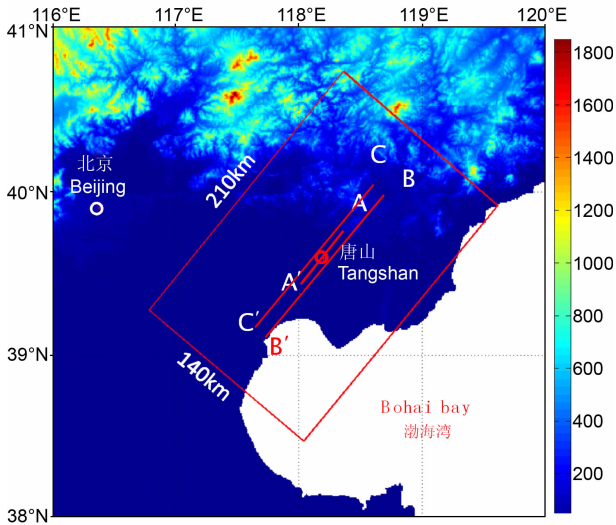 116°E
117°E
118°E
119°E
120°E
41°N
40°N
39°N
38°N
北京
Beijing
210km
C
B
A
唐山
Tangshan
A'
C'
B'
140km
Bohai bay
渤海湾
1800
1600
1400
1200
1000
800
600
400
200